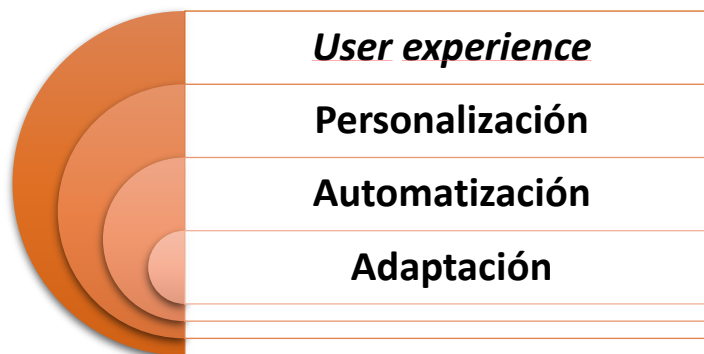 User experience
Personalización
Automatización
Adaptación